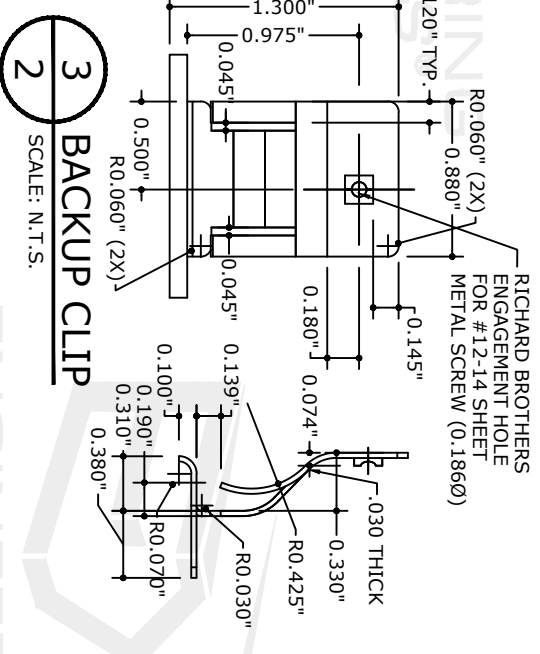 1.300"
0.975"
120" TYP.
0.045"
R0.060" (2X)
0.880"
RICHARD BROTHERS
ENGAGEMENT HOLE
FOR #12-14 SHEET
METAL SCREW (0.186Ø)
0.500"
R0.060" (2X)
0.045"
0.180"
0.145"
0.100"
0.139"
0.074"
.030 THICK
0.330"
R0.425"
R0.030"
R0.070"
0.190"
0.310"
0.380"
3
2
BACKUP CLIP
SCALE: N.T.S.
RING